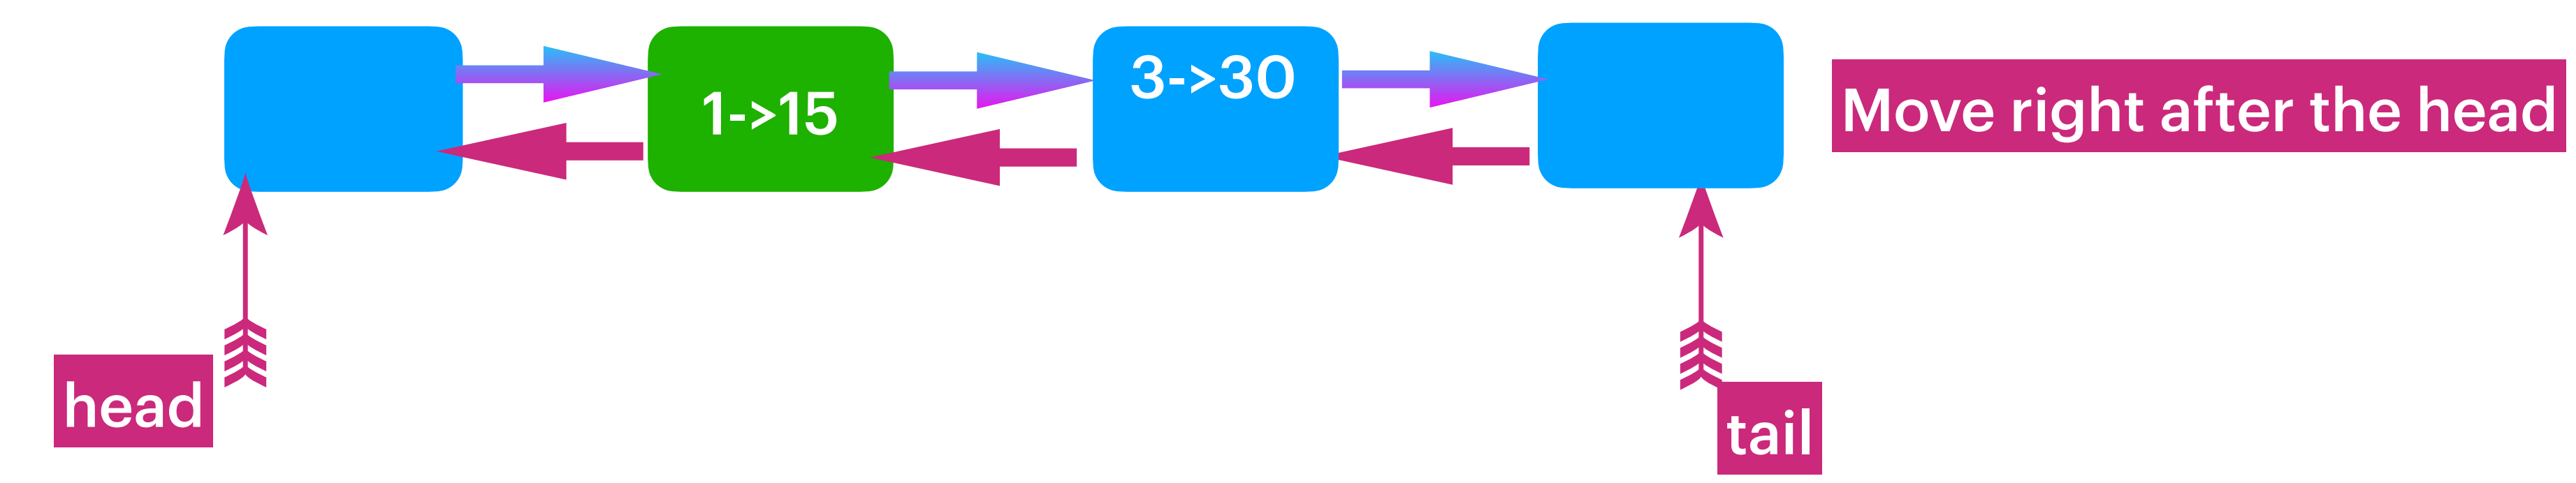 1->15
3->30
Move right after the head
head
tail